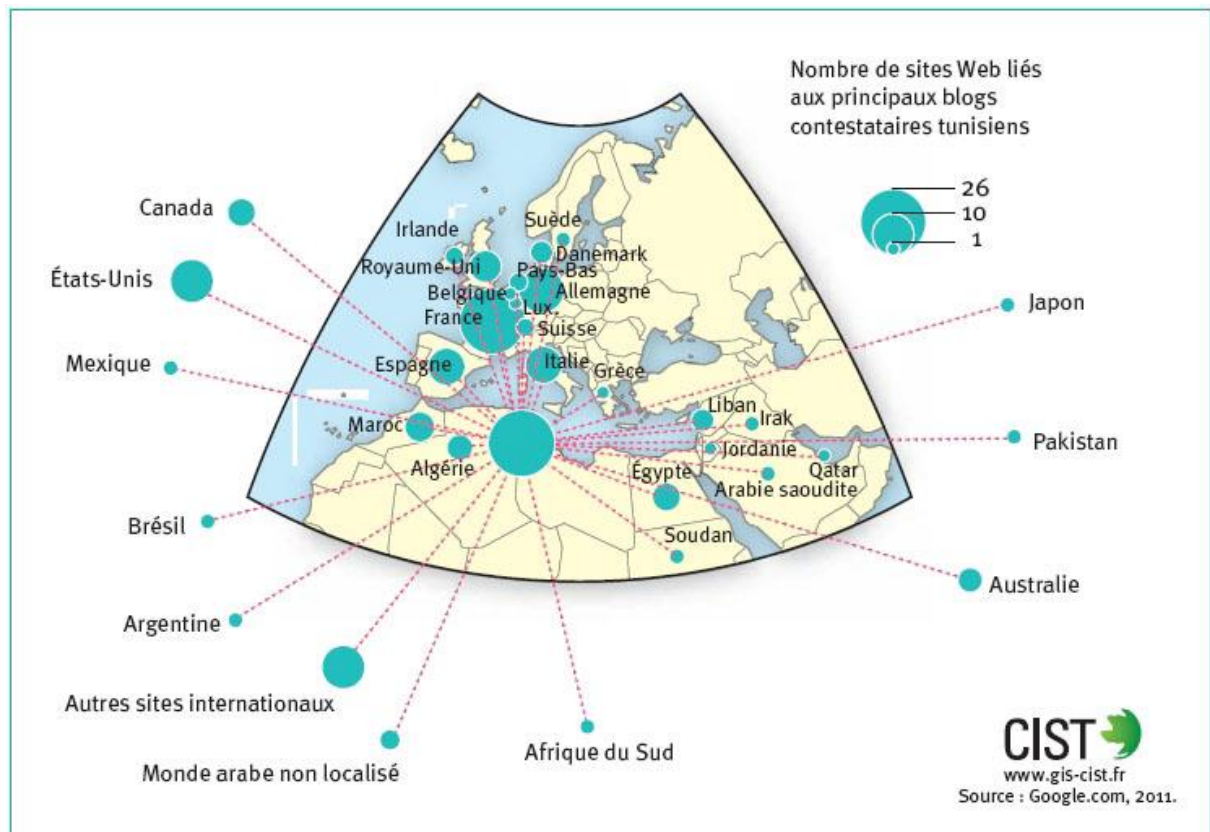 Nombre de sites Web liés
aux principaux blogs
contestataires tunisiens
26
10
1
Canada
États-Unis
Mexique
Brésil
Argentine
Autres sites internationaux
Monde arabe non localisé
Afrique du Sud
Irlande
Suède
Royaume-Uni
Danemark
Pays-Bas
Belgique
Allemagne
France
Lux.
Suisse
Espagne
Italie
Grèce
Maroc
Algérie
Liban
Irak
Jordanie
Qatar
Égypte
Arabie saoudite
Soudan
Japon
Pakistan
Australie
CIST
www.gis-cist.fr
Source : Google.com, 2011.